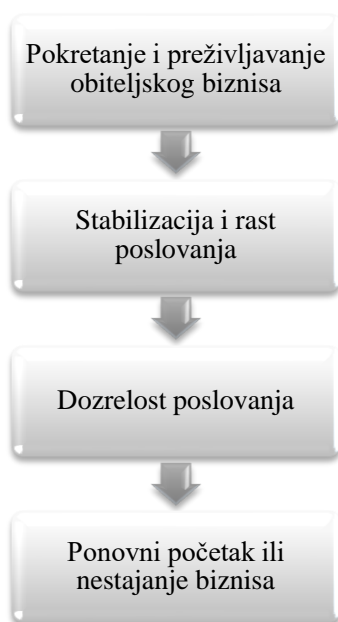 Pokretanje i preživljavanje
obiteljskog biznisa
Stabilizacija i rast
poslovanja
Dozrelost poslovanja
Ponovni početak ili
nestajanje biznisa